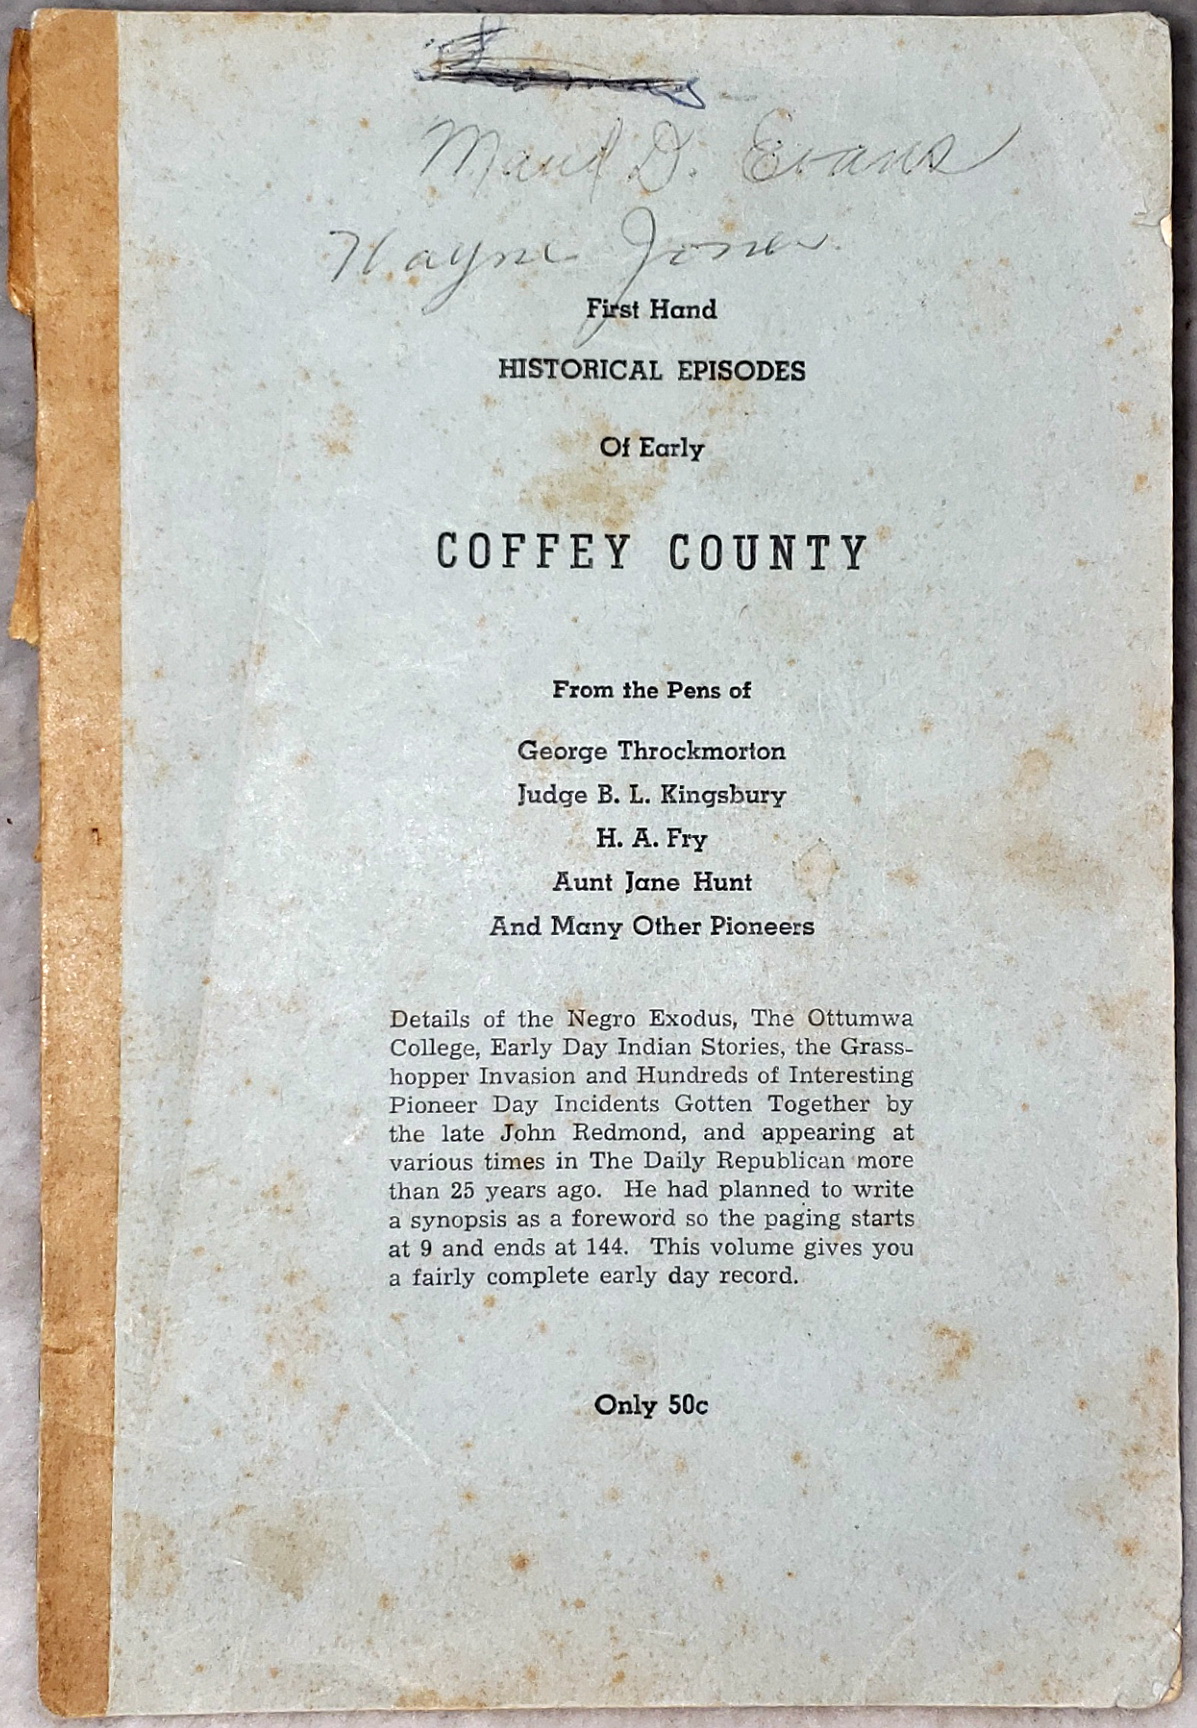 Maud D. Evans
Wayne Jones
First Hand
HISTORICAL EPISODES
Of Early
COFFEY COUNTY
From the Pens of
George Throckmorton
Judge B. L. Kingsbury
H. A. Fry
Aunt Jane Hunt
And Many Other Pioneers
Details of the Negro Exodus, The Ottumwa
College, Early Day Indian Stories, the Grass-
hopper Invasion and Hundreds of Interesting
Pioneer Day Incidents Gotten Together by
the late John Redmond, and appearing at
various times in The Daily Republican more
than 25 years ago. He had planned to write
a synopsis as a foreword so the paging starts
at 9 and ends at 144. This volume gives you
a fairly complete early day record.
Only 50c